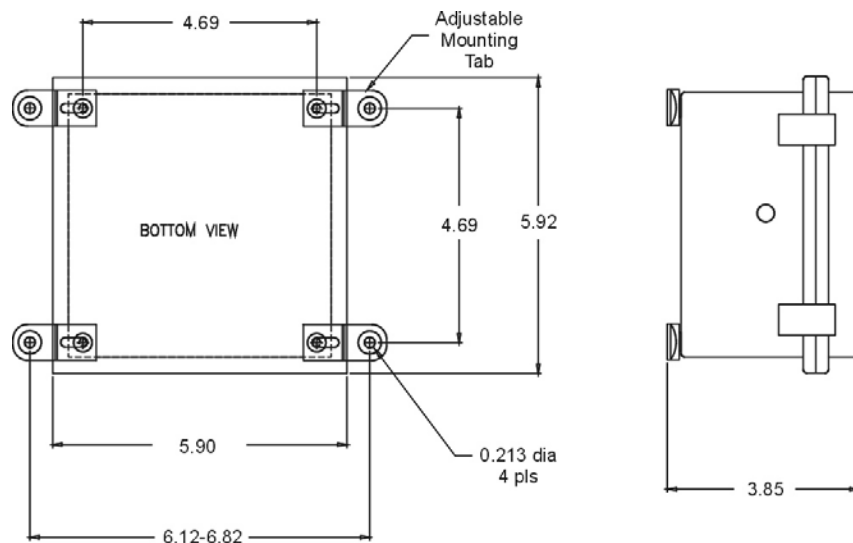 4.69
Adjustable
Mounting
Tab
BOTTOM VIEW
4.69
5.92
5.90
0.213 dia
4 pls
3.85
6.12-6.82